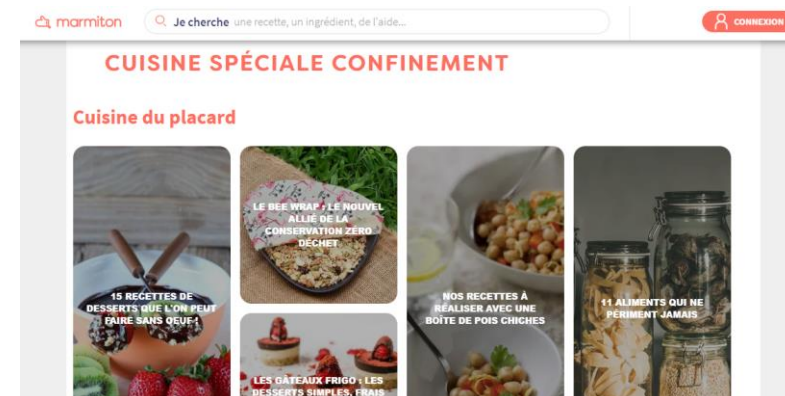 marmiton
Je cherche une recette, un ingrédient, de l'aide...
CONNEXION
CUISINE SPÉCIALE CONFINEMENT
Cuisine du placard
15 RECETTES DE
DESSERTS QUE L'ON PEUT
FAIRE SANS OEUF !
LE BEE WRAP : LE NOUVEL
ALLIÉ DE LA
CONSERVATION ZÉRO
DÉCHET
LES GÂTEAUX FRIGO : LES
DESSERTS SIMPLES, FRAIS
NOS RECETTES À
RÉALISER AVEC UNE
BOÎTE DE POIS CHICHES
11 ALIMENTS QUI NE
PÉRIMENT JAMAIS